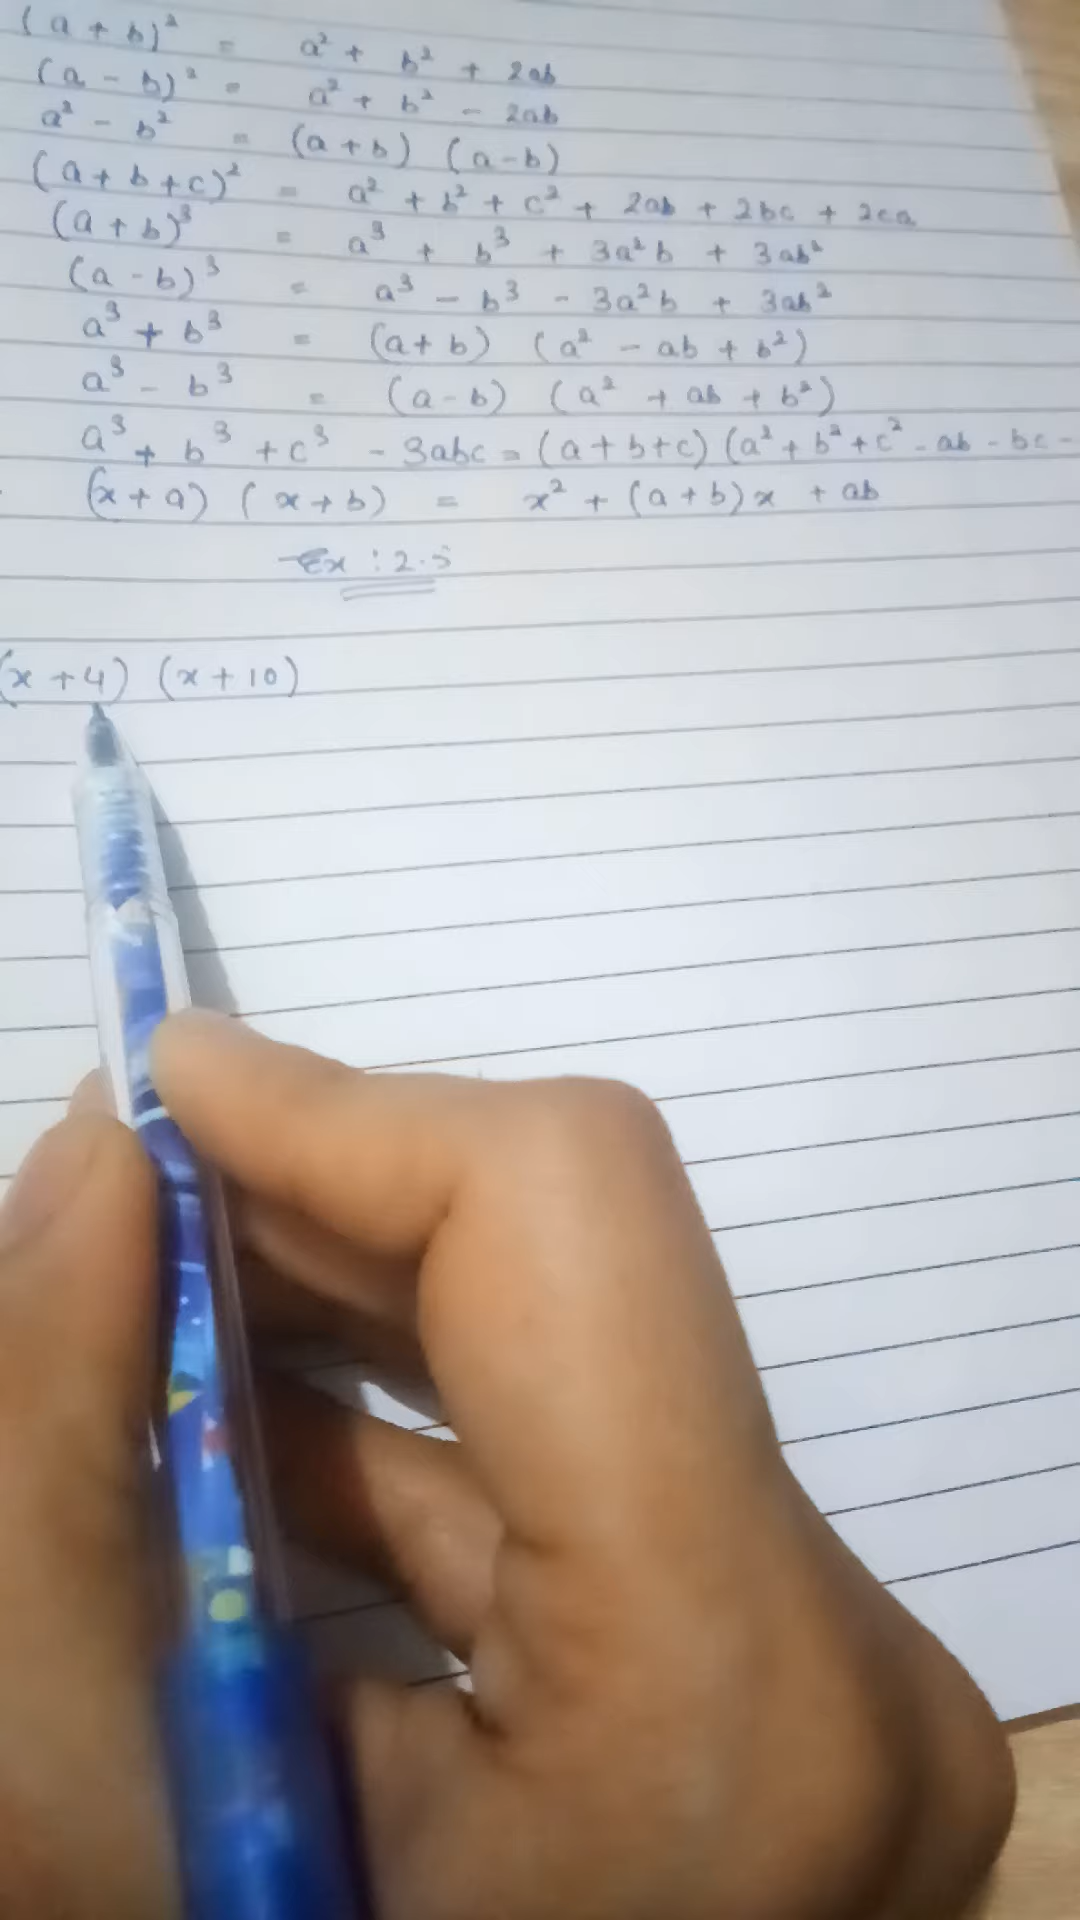 (a + b)² = a² + b² + 2ab
(a - b)² = a² + b² - 2ab
a² - b² = (a + b) (a - b)
(a + b + c)² = a² + b² + c² + 2ab + 2bc + 2ca
(a + b)³ = a³ + b³ + 3a²b + 3ab²
(a - b)³ = a³ - b³ - 3a²b + 3ab²
a³ + b³ = (a + b) (a² - ab + b²)
a³ - b³ = (a - b) (a² + ab + b²)
a³ + b³ + c³ - 3abc = (a + b + c) (a² + b² + c² - ab - bc -
(x + a) (x + b) = x² + (a + b)x + ab
Ex : 2.5
(x + 4) (x + 10)